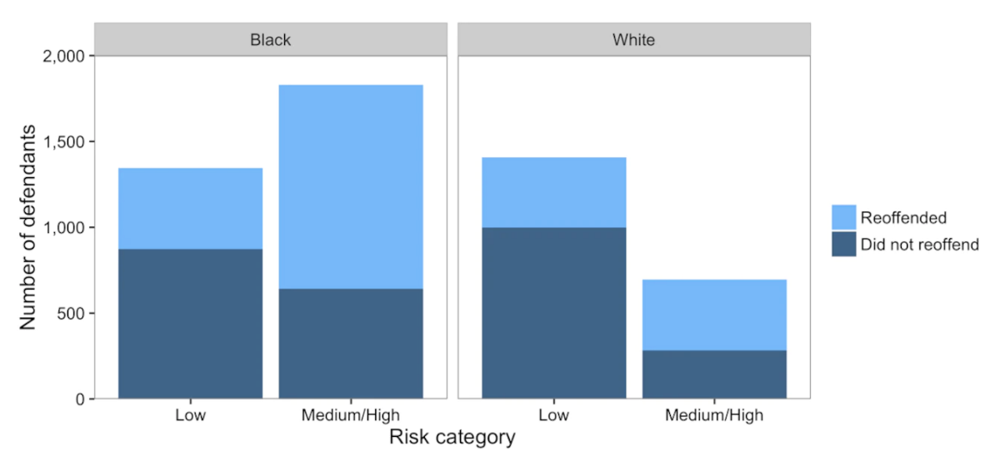 Black
White
Number of defendants
2,000
1,500
1,000
500
0
Low
Medium/High
Low
Medium/High
Risk category
Reoffended
Did not reoffend